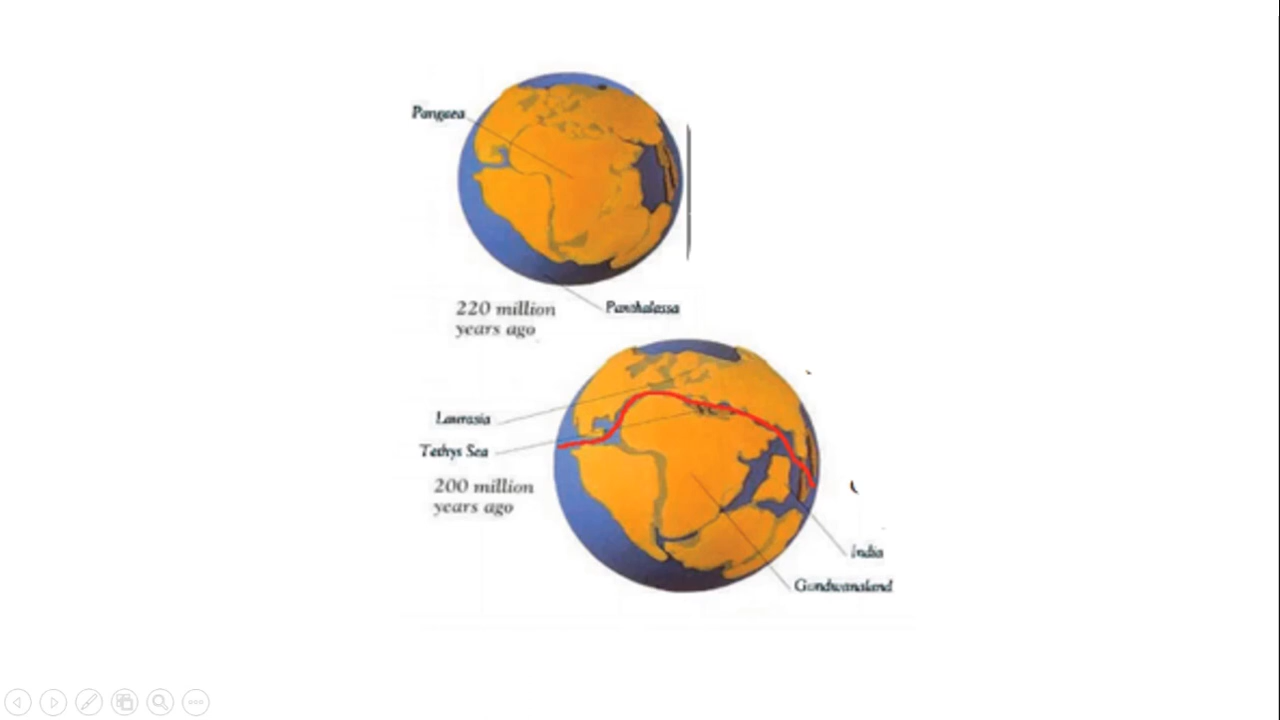 Pangaea
220 million
years ago
Panthalassa
Laurasia
Tethys Sea
200 million
years ago
India
Gondwanaland